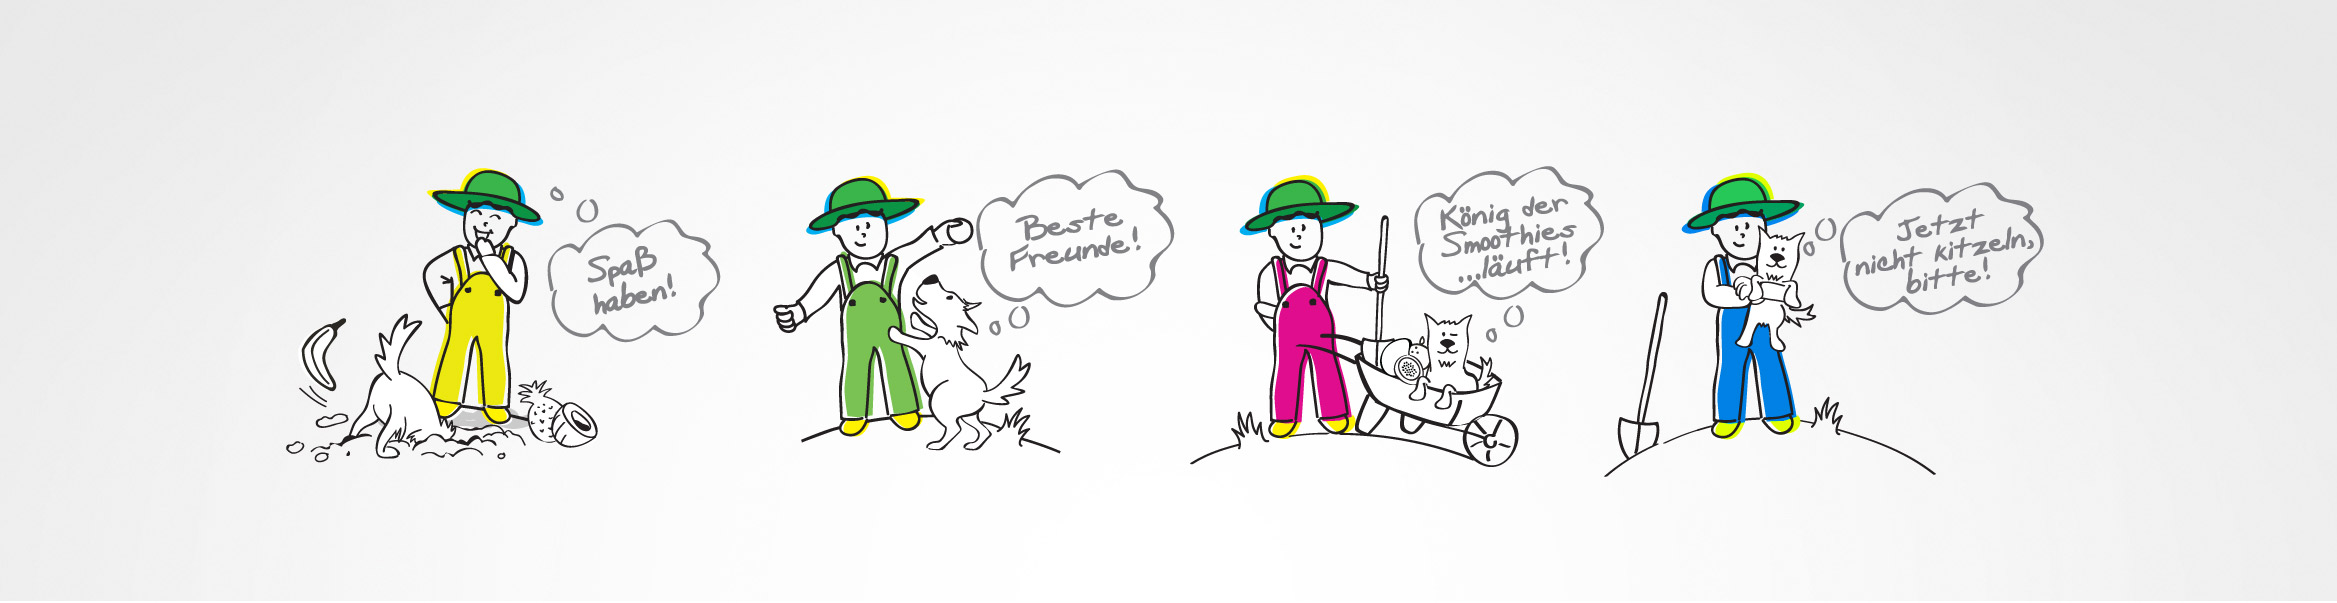 Spaß
haben!
Beste
Freunde!
König der
Smoothies
...läuft!
Jetzt
nicht kitzeln,
bitte!